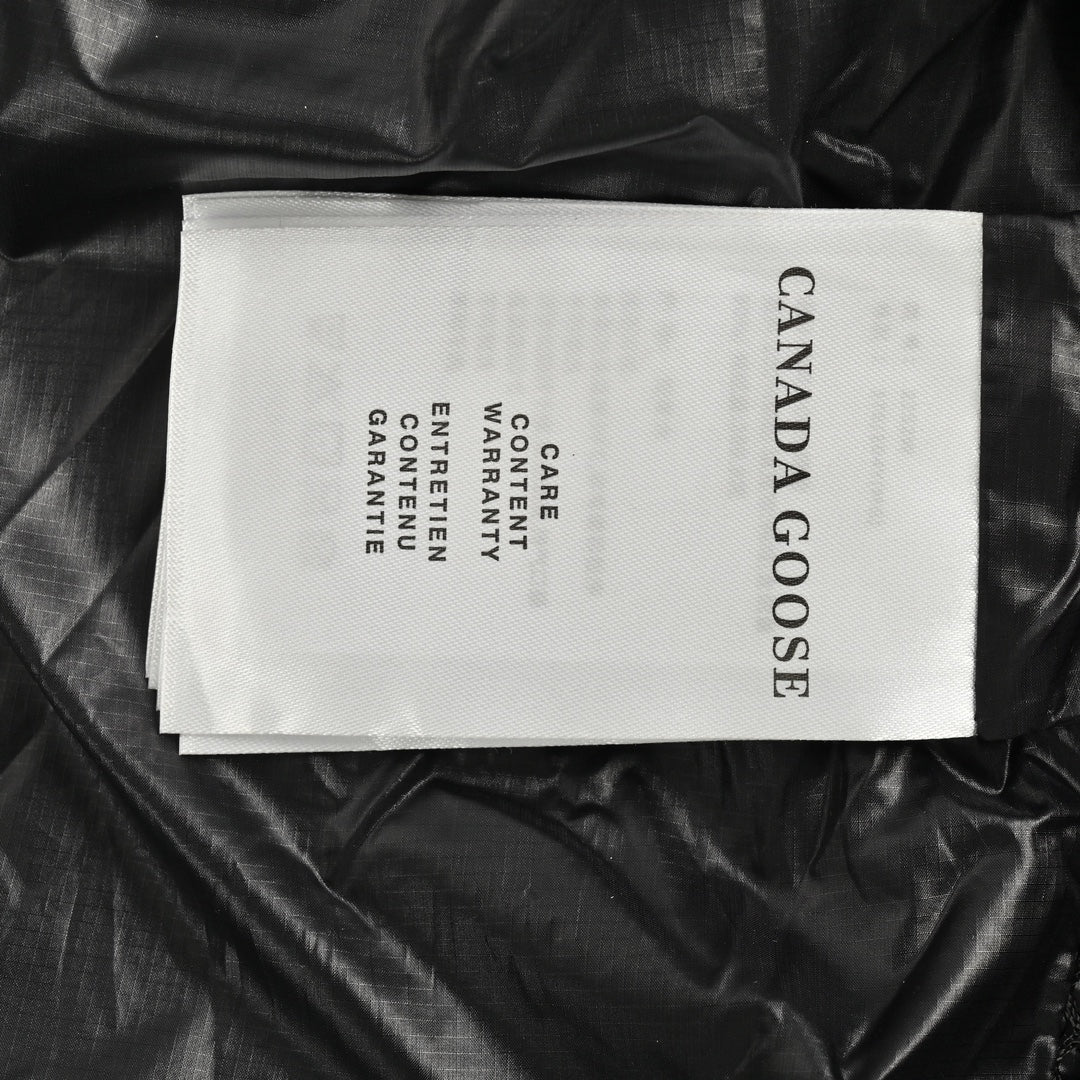 CANADA GOOSE
CARE
CONTENT
WARRANTY
ENTRETIEN
CONTENU
GARANTIE